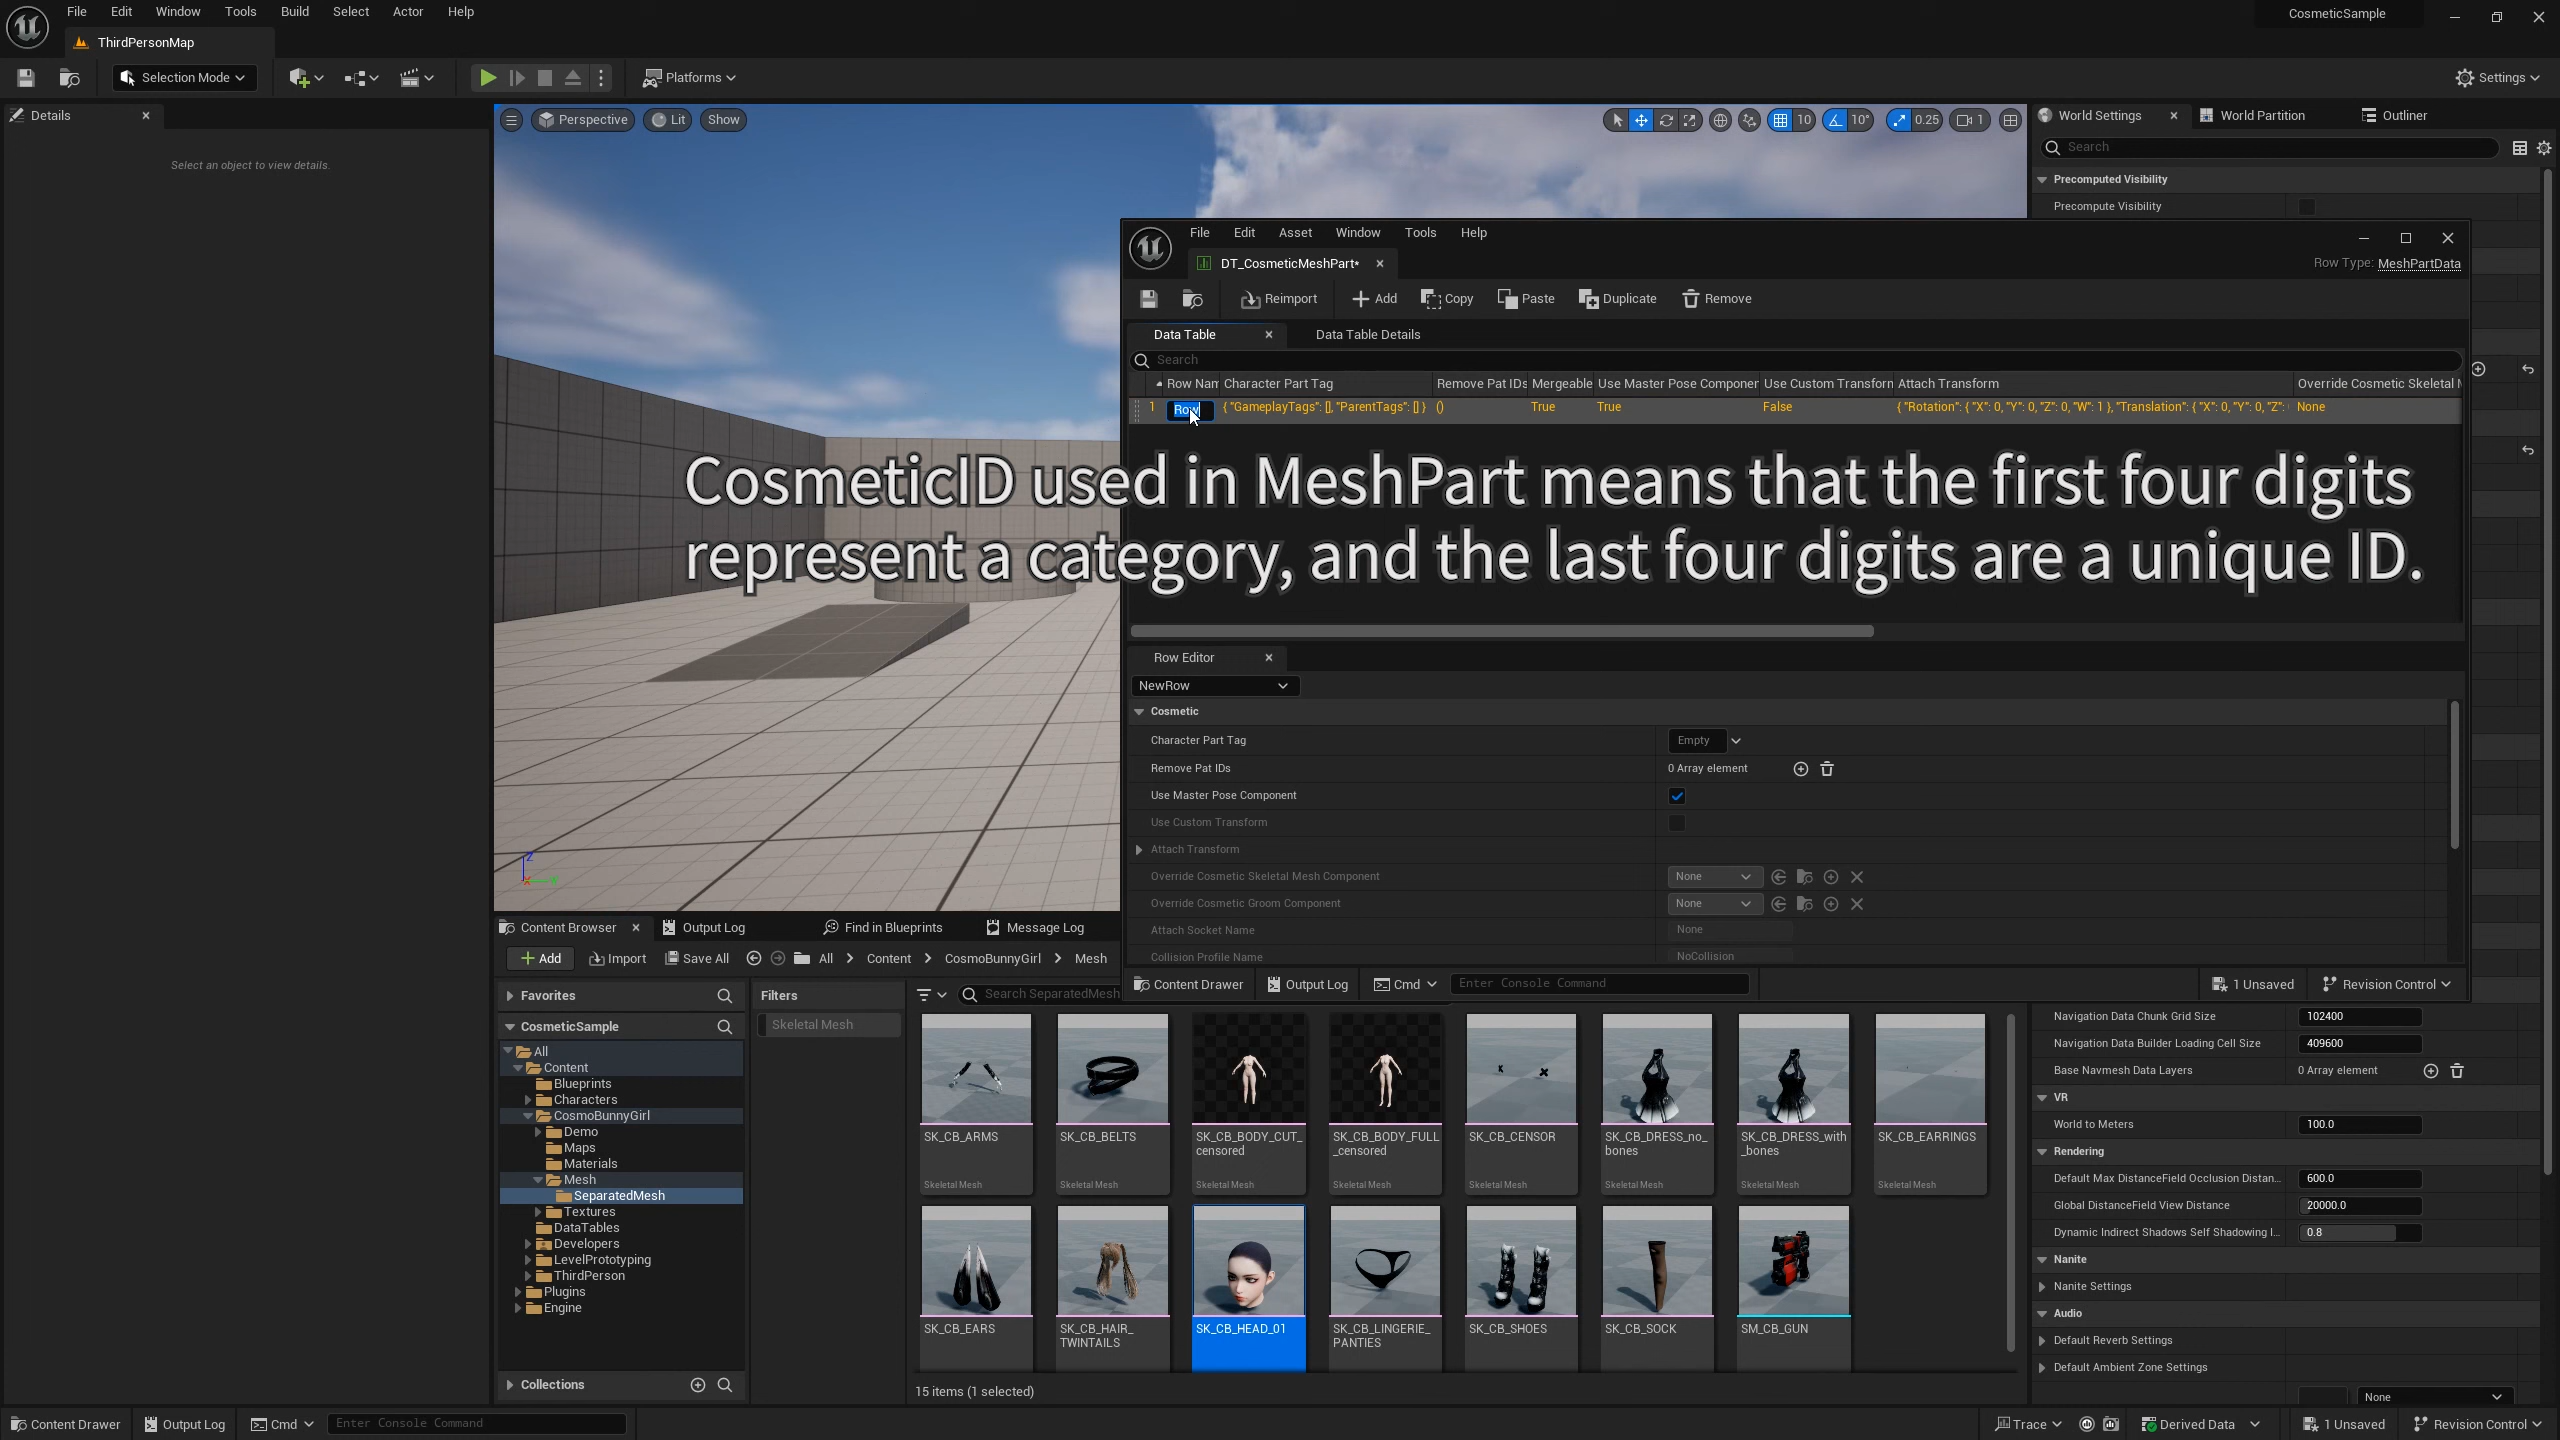 File Edit Window Tools Build Select Actor Help
CosmeticSample
ThirdPersonMap
Selection Mode
Platforms
Settings
Details
Select an object to view details.
Perspective
Lit
Show
10
10°
0.25
1
World Settings
World Partition
Outliner
Search
Precomputed Visibility
Precompute Visibility
File Edit Asset Window Tools Help
DT_CosmeticMeshPart*
Row Type: MeshPartData
Reimport Add Copy Paste Duplicate Remove
Data Table
Data Table Details
Search
Row Nam Character Part Tag Remove Pat IDs Mergeable Use Master Pose Componen Use Custom Transforn Attach Transform Override Cosmetic Skeletal M
1 Row { "GameplayTags": [], "ParentTags": [] } () True True False { "Rotation": { "X": 0, "Y": 0, "Z": 0, "W": 1 }, "Translation": { "X": 0, "Y": 0, "Z": None
CosmeticID used in MeshPart means that the first four digits
represent a category, and the last four digits are a unique ID.
Row Editor
NewRow
Cosmetic
Character Part Tag Empty
Remove Pat IDs 0 Array element
Use Master Pose Component
Use Custom Transform
Attach Transform
Override Cosmetic Skeletal Mesh Component None
Override Cosmetic Groom Component None
Attach Socket Name None
Collision Profile Name NoCollision
Content Drawer Output Log Cmd Enter Console Command 1 Unsaved Revision Control
Content Browser
Output Log
Find in Blueprints
Message Log
Add Import Save All All Content CosmoBunnyGirl Mesh
Favorites
Filters
Search SeparatedMesh
Skeletal Mesh
CosmeticSample
All
Content
Blueprints
Characters
CosmoBunnyGirl
Demo
Maps
Materials
Mesh
SeparatedMesh
Textures
DataTables
Developers
LevelPrototyping
ThirdPerson
Plugins
Engine
Collections
SK_CB_ARMS
Skeletal Mesh
SK_CB_BELTS
Skeletal Mesh
SK_CB_BODY_CUT_
censored
Skeletal Mesh
SK_CB_BODY_FULL
_censored
Skeletal Mesh
SK_CB_CENSOR
Skeletal Mesh
SK_CB_DRESS_no_
bones
Skeletal Mesh
SK_CB_DRESS_with
_bones
Skeletal Mesh
SK_CB_EARRINGS
Skeletal Mesh
SK_CB_EARS
SK_CB_HAIR_
TWINTAILS
SK_CB_HEAD_01
SK_CB_LINGERIE_
PANTIES
SK_CB_SHOES
SK_CB_SOCK
SM_CB_GUN
15 items (1 selected)
Navigation Data Chunk Grid Size 102400
Navigation Data Builder Loading Cell Size 409600
Base Navmesh Data Layers 0 Array element
VR
World to Meters 100.0
Rendering
Default Max DistanceField Occlusion Distan... 600.0
Global DistanceField View Distance 20000.0
Dynamic Indirect Shadows Self Shadowing I... 0.8
Nanite
Nanite Settings
Audio
Default Reverb Settings
Default Ambient Zone Settings
None
Content Drawer Output Log Cmd Enter Console Command
Trace Derived Data 1 Unsaved Revision Control